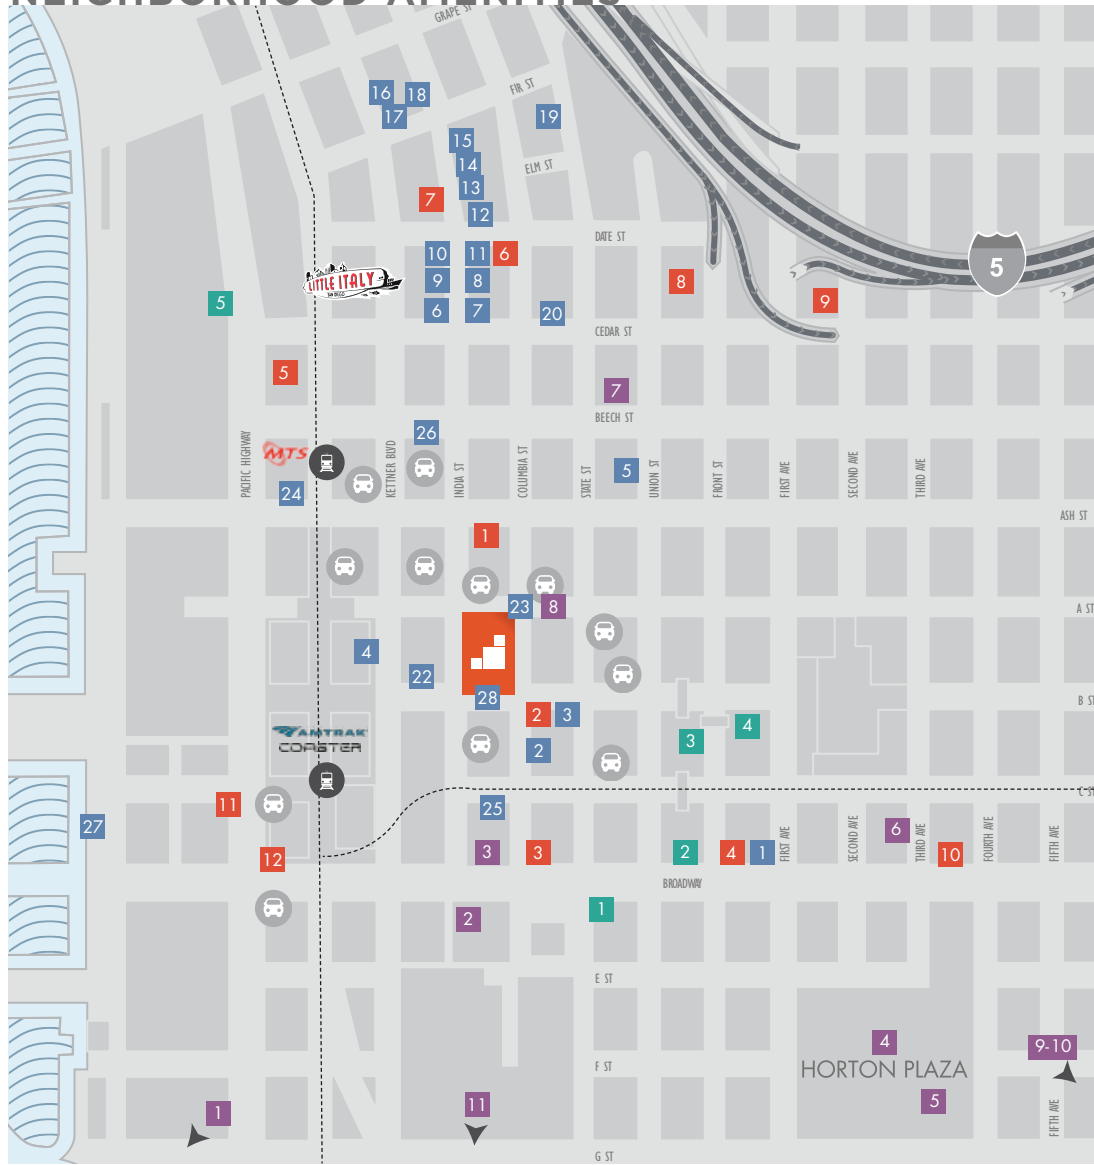 NEIGHBORHOOD AMENITIES
GRAPE ST
FIR ST
16
18
17
19
15
ELM ST
14
13
7
12
DATE ST
10
11
6
5
LITTLE ITALY
SAN DIEGO
9
8
8
5
9
6
7
20
CEDAR ST
5
7
BEECH ST
26
MTS
PACIFIC HIGHWAY
KETTNER BLVD
INDIA ST
COLUMBIA ST
STATE ST
UNION ST
FRONT ST
FIRST AVE
SECOND AVE
THIRD AVE
5
24
ASH ST
1
23
8
A ST
4
22
28
B ST
2
3
4
AMTRAK
COASTER
3
2
C ST
11
25
27
FIRST AVE
SECOND AVE
THIRD AVE
FOURTH AVE
FIFTH AVE
6
12
3
3
2
4
1
10
BROADWAY
1
2
E ST
4
9-10
F ST
HORTON PLAZA
5
1
11
FIFTH AVE
G ST